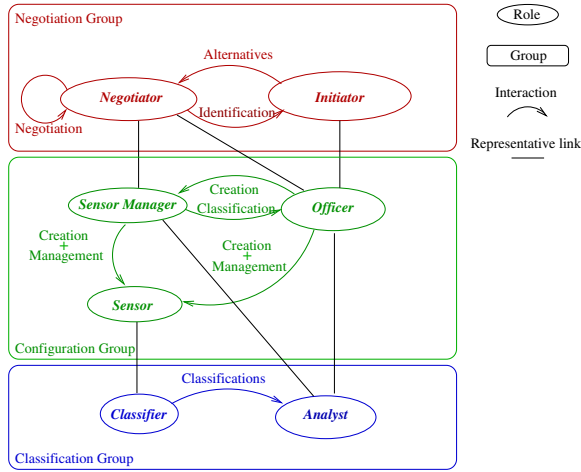 Negotiation Group
Role
Alternatives
Group
Negotiator
Initiator
Interaction
Identification
Negotiation
Representative link
Creation
Sensor Manager
Classification
Officer
Creation
+
Management
Creation
+
Management
Sensor
Configuration Group
Classifications
Classifier
Analyst
Classification Group